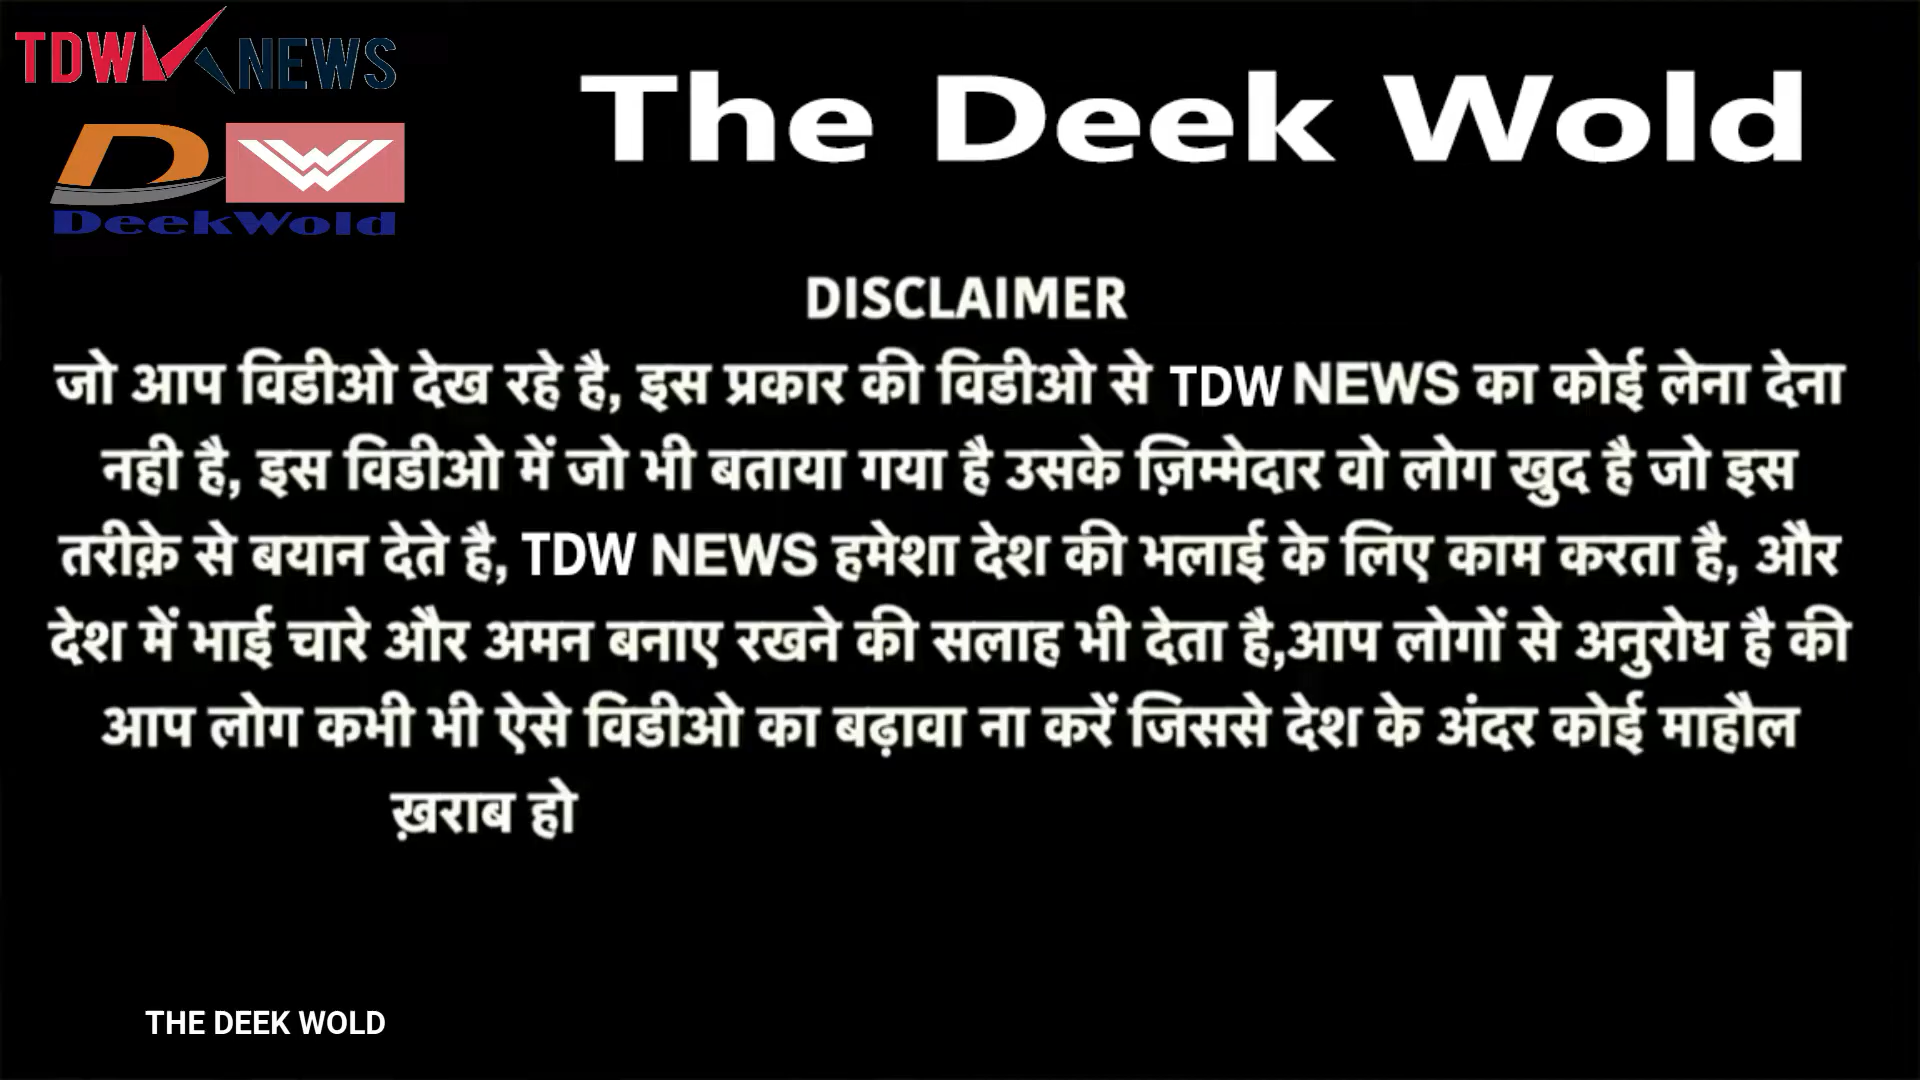 TDW NEWS
The Deek Wold
D W
DeekWold
DISCLAIMER
जो आप विडीओ देख रहे है, इस प्रकार की विडीओ से TDW NEWS का कोई लेना देना
नही है, इस विडीओ में जो भी बताया गया है उसके ज़िम्मेदार वो लोग खुद है जो इस
तरीक़े से बयान देते है, TDW NEWS हमेशा देश की भलाई के लिए काम करता है, और
देश में भाई चारे और अमन बनाए रखने की सलाह भी देता है,आप लोगों से अनुरोध है की
आप लोग कभी भी ऐसे विडीओ का बढ़ावा ना करें जिससे देश के अंदर कोई माहौल
ख़राब हो
THE DEEK WOLD